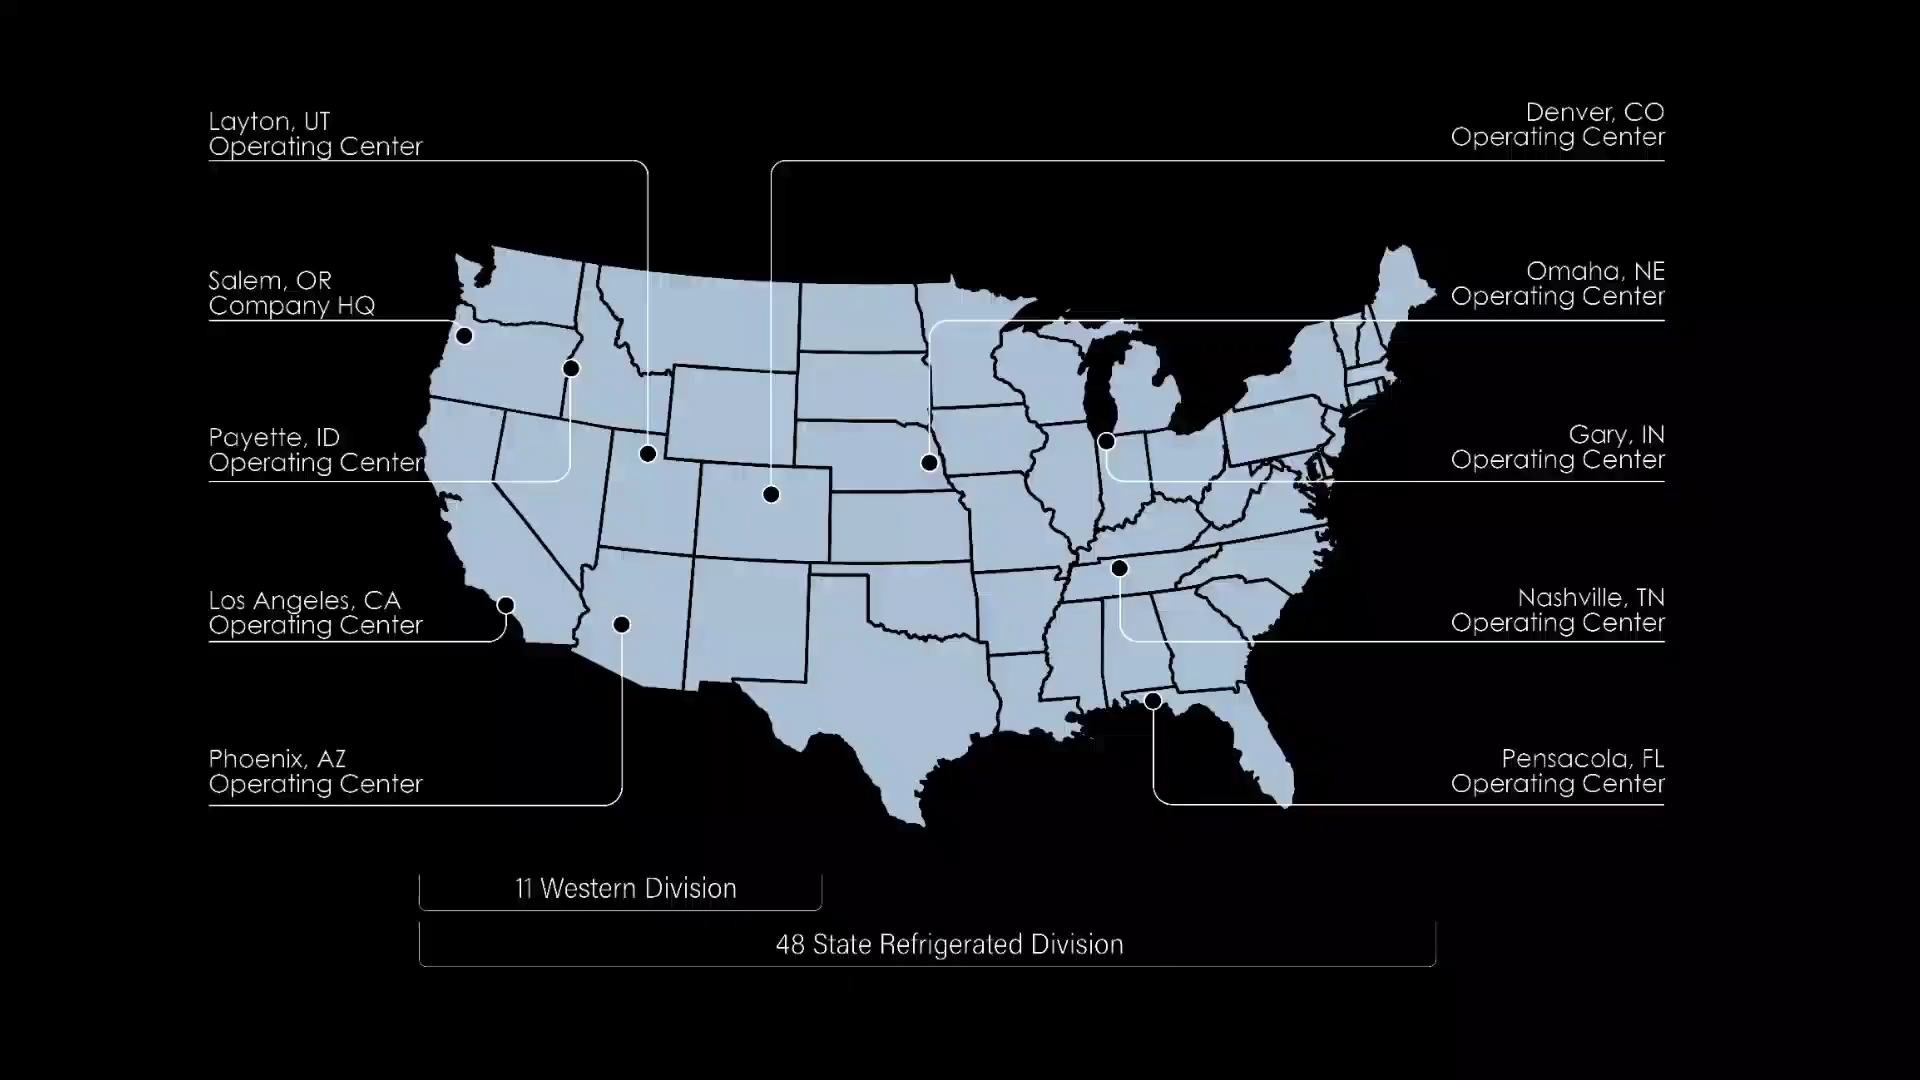 Layton, UT
Operating Center
Salem, OR
Company HQ
Payette, ID
Operating Center
Los Angeles, CA
Operating Center
Phoenix, AZ
Operating Center
Denver, CO
Operating Center
Omaha, NE
Operating Center
Gary, IN
Operating Center
Nashville, TN
Operating Center
Pensacola, FL
Operating Center
11 Western Division
48 State Refrigerated Division